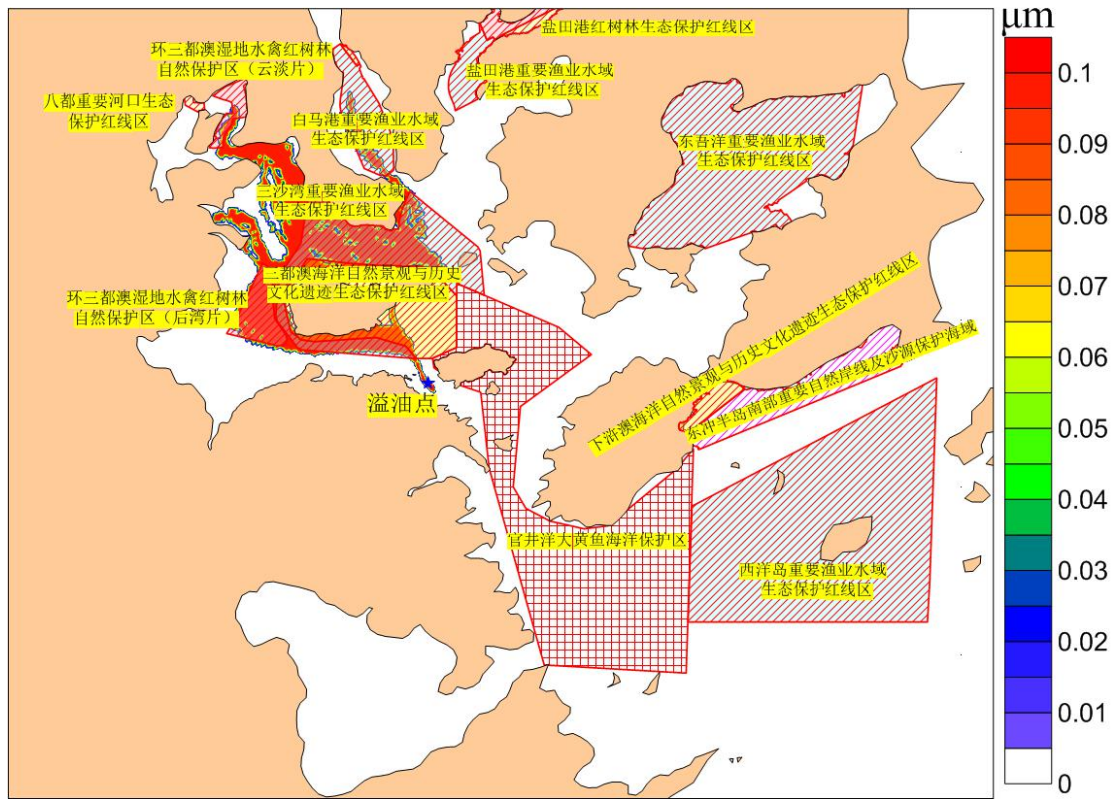 μm
盐田港红树林生态保护红线区
环三都澳湿地水禽红树林
自然保护区（云淡片）
盐田港重要渔业水域
生态保护红线区
八都重要河口生态
保护红线区
白马港重要渔业水域
生态保护红线区
东吾洋重要渔业水域
生态保护红线区
三沙湾重要渔业水域
生态保护红线区
三都澳海洋自然景观与历史
文化遗迹生态保护红线区
环三都澳湿地水禽红树林
自然保护区（后湾片）
溢油点
下浒澳海洋自然景观与历史文化遗迹生态保护红线区
东冲半岛南部重要自然岸线及沙源保护海域
官井洋大黄鱼海洋保护区
西洋岛重要渔业水域
生态保护红线区
0.1
0.09
0.08
0.07
0.06
0.05
0.04
0.03
0.02
0.01
0